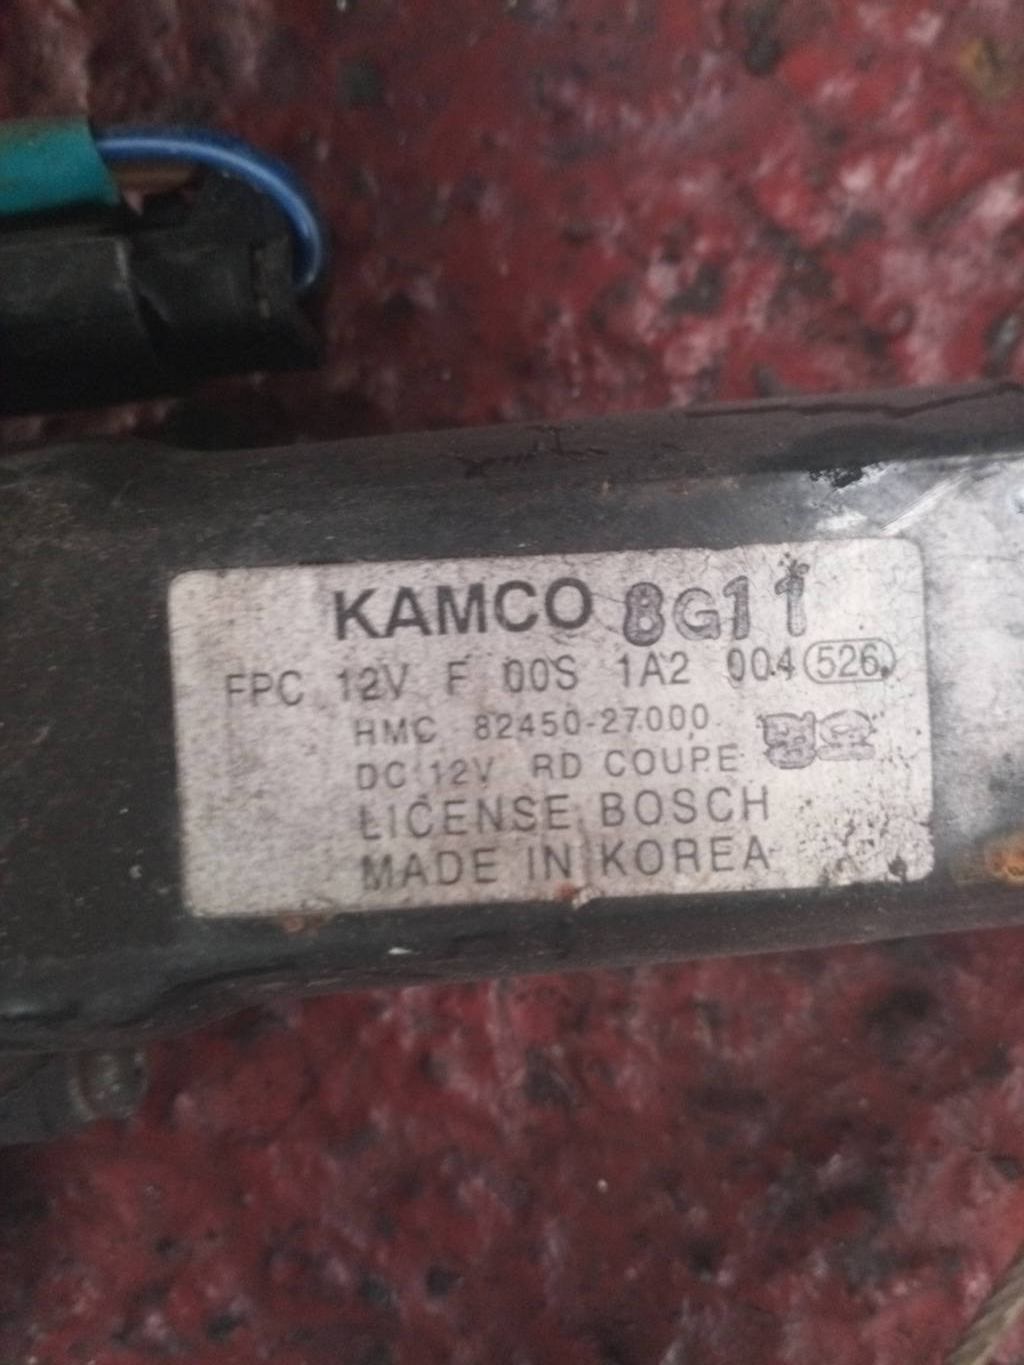 KAMCO 8G11
FPC 12V F 00S 1A2 004 526
HMC 82450-27000
DC 12V RD COUPE
LICENSE BOSCH
MADE IN KOREA